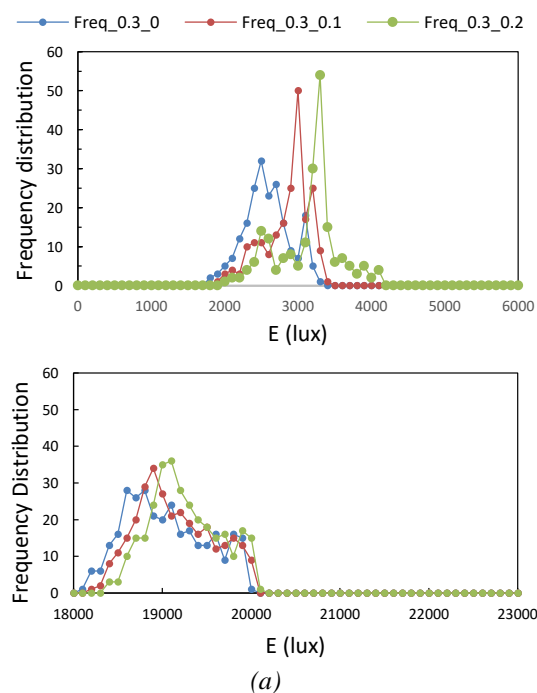 Freq_0.3_0 Freq_0.3_0.1 Freq_0.3_0.2
60
50
40
30
20
10
0
Frequency distribution
0 1000 2000 3000 4000 5000 6000
E (lux)
60
50
40
30
20
10
0
Frequency Distribution
18000 19000 20000 21000 22000 23000
E (lux)
(a)